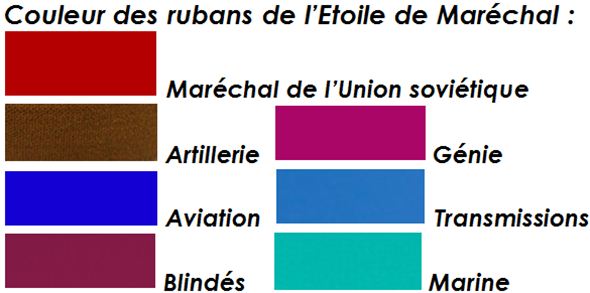 Couleur des rubans de l’Etoile de Maréchal :
Maréchal de l’Union soviétique
Artillerie
Génie
Aviation
Transmissions
Blindés
Marine